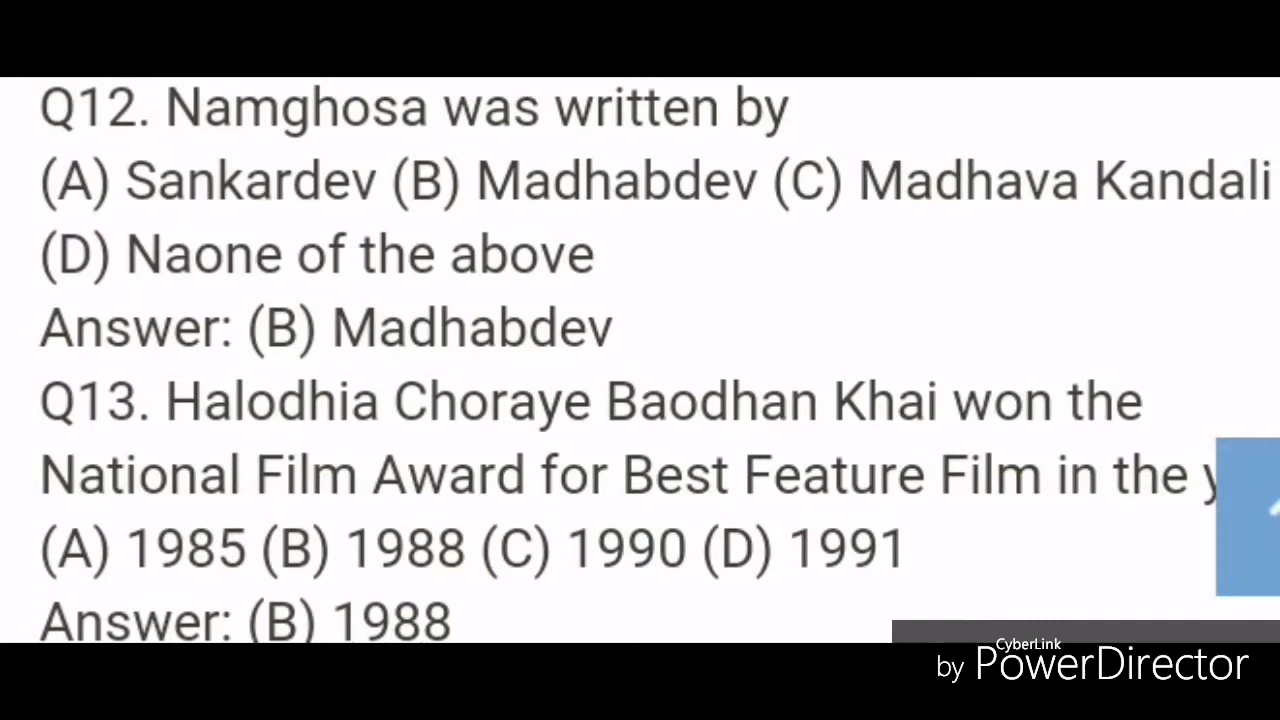 Q12. Namghosa was written by
(A) Sankardev (B) Madhabdev (C) Madhava Kandali
(D) Naone of the above
Answer: (B) Madhabdev
Q13. Halodhia Choraye Baodhan Khai won the
National Film Award for Best Feature Film in the y
(A) 1985 (B) 1988 (C) 1990 (D) 1991
Answer: (B) 1988
CyberLink
by PowerDirector